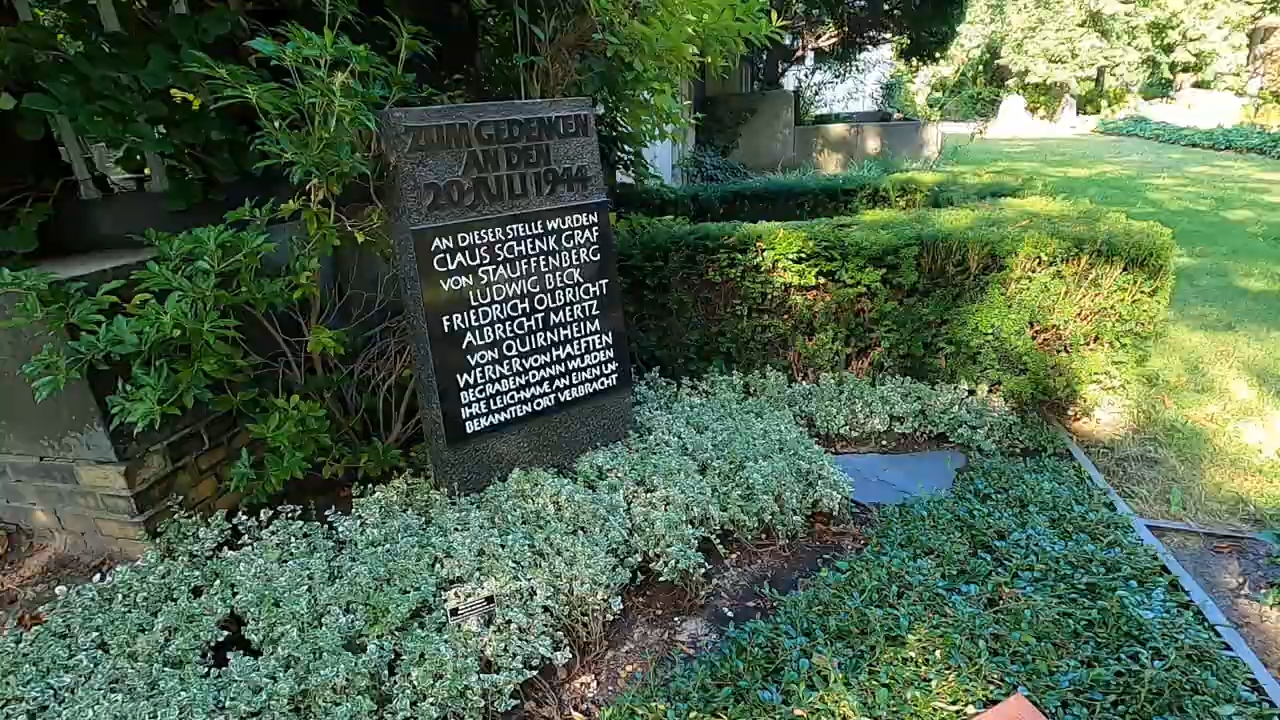 ZUM GEDENKEN
AN DEN
20. JULI 1944
AN DIESER STELLE WURDEN
CLAUS SCHENK GRAF
VON STAUFFENBERG
LUDWIG BECK
FRIEDRICH OLBRICHT
ALBRECHT MERTZ
VON QUIRNHEIM
WERNER VON HAEFTEN
BEGRABEN·DANN WURDEN
IHRE LEICHNAME AN EINEN UN-
BEKANNTEN ORT VERBRACHT